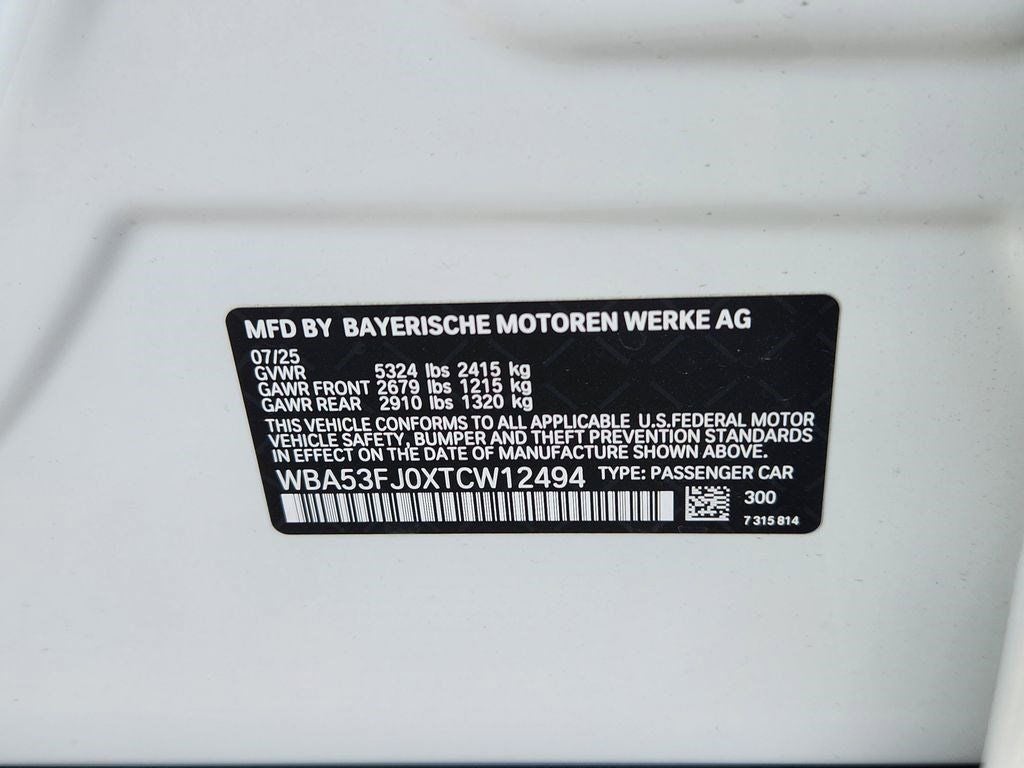 MFD BY BAYERISCHE MOTOREN WERKE AG
07/25
GVWR 5324 lbs 2415 kg
GAWR FRONT 2679 lbs 1215 kg
GAWR REAR 2910 lbs 1320 kg
THIS VEHICLE CONFORMS TO ALL APPLICABLE U.S.FEDERAL MOTOR
VEHICLE SAFETY, BUMPER AND THEFT PREVENTION STANDARDS
IN EFFECT ON THE DATE OF MANUFACTURE SHOWN ABOVE.
WBA53FJ0XTCW12494 TYPE: PASSENGER CAR
300
7 315 814